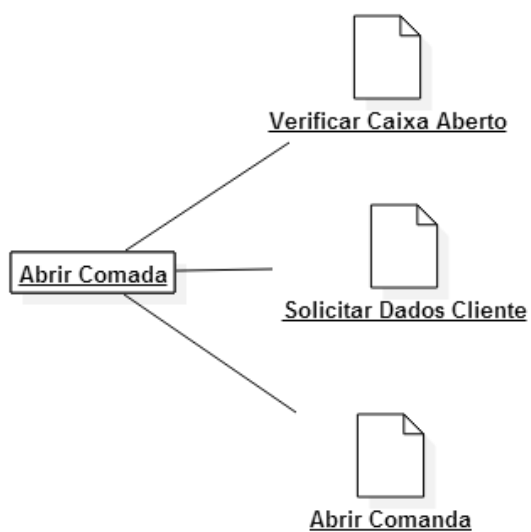 Verificar Caixa Aberto
Abrir Comada
Solicitar Dados Cliente
Abrir Comanda